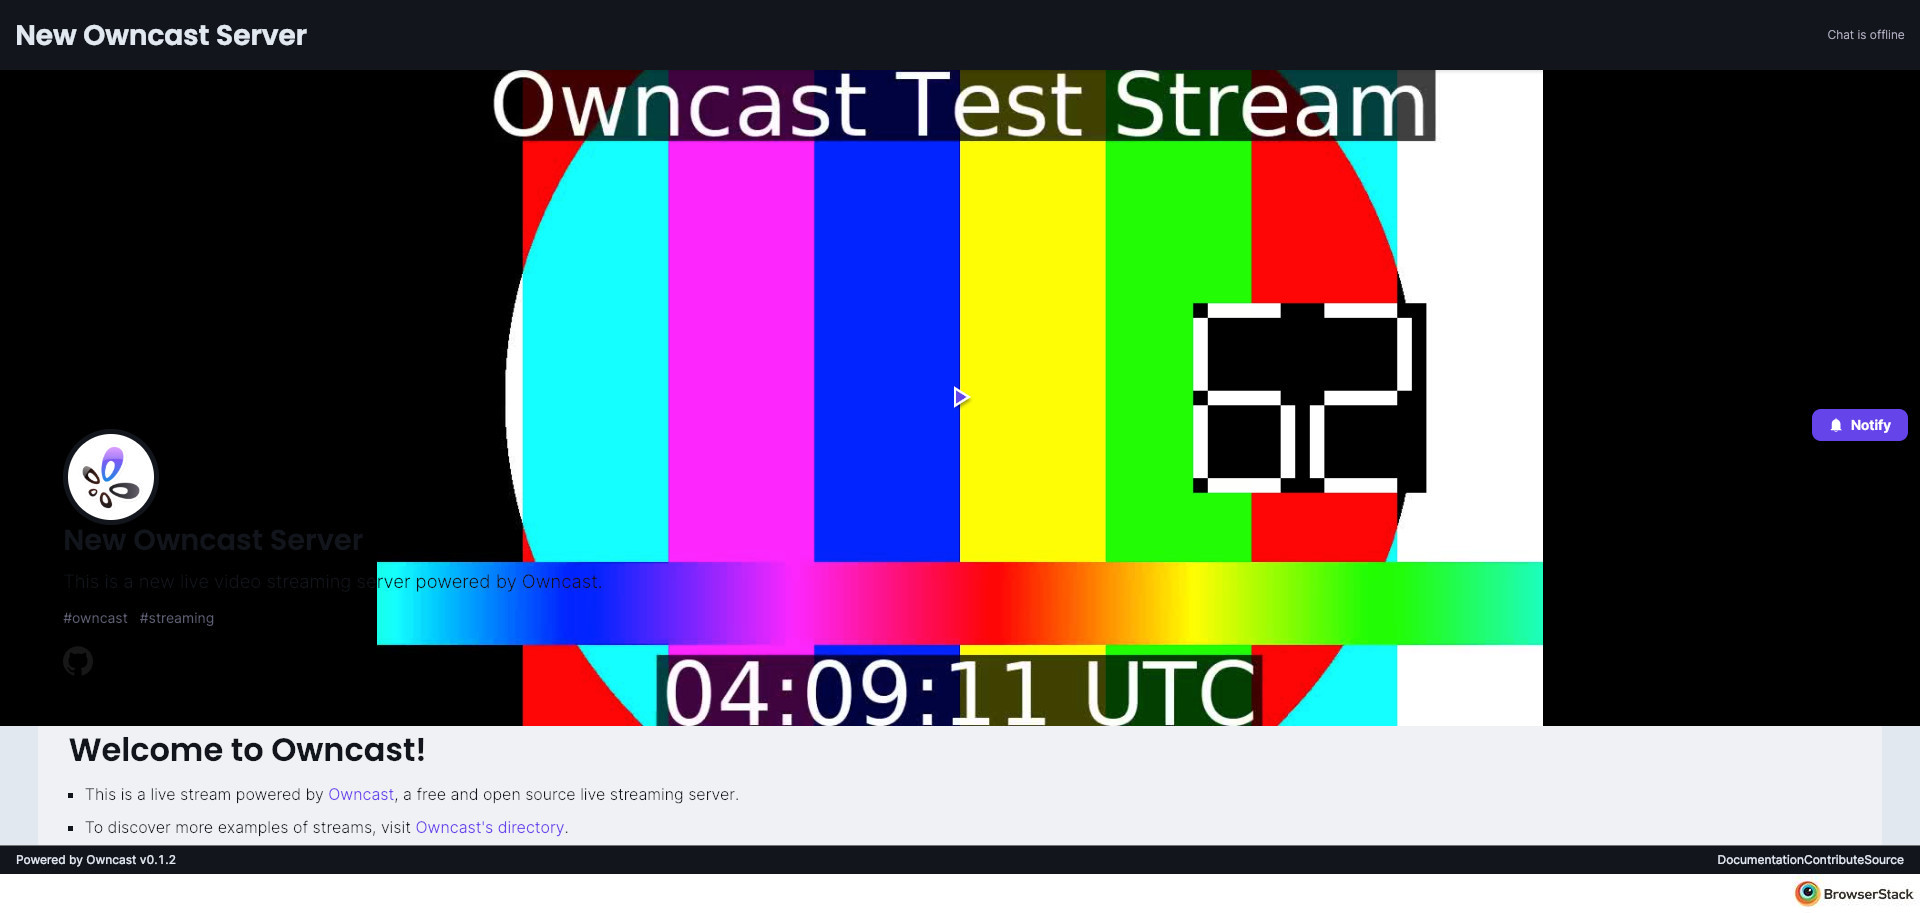 New Owncast Server
Chat is offline
Owncast Test Stream
62
Notify
New Owncast Server
This is a new live video streaming server powered by Owncast.
#owncast #streaming
04:09:11 UTC
Welcome to Owncast!
This is a live stream powered by Owncast, a free and open source live streaming server.
To discover more examples of streams, visit Owncast's directory.
Powered by Owncast v0.1.2
DocumentationContributeSource
BrowserStack